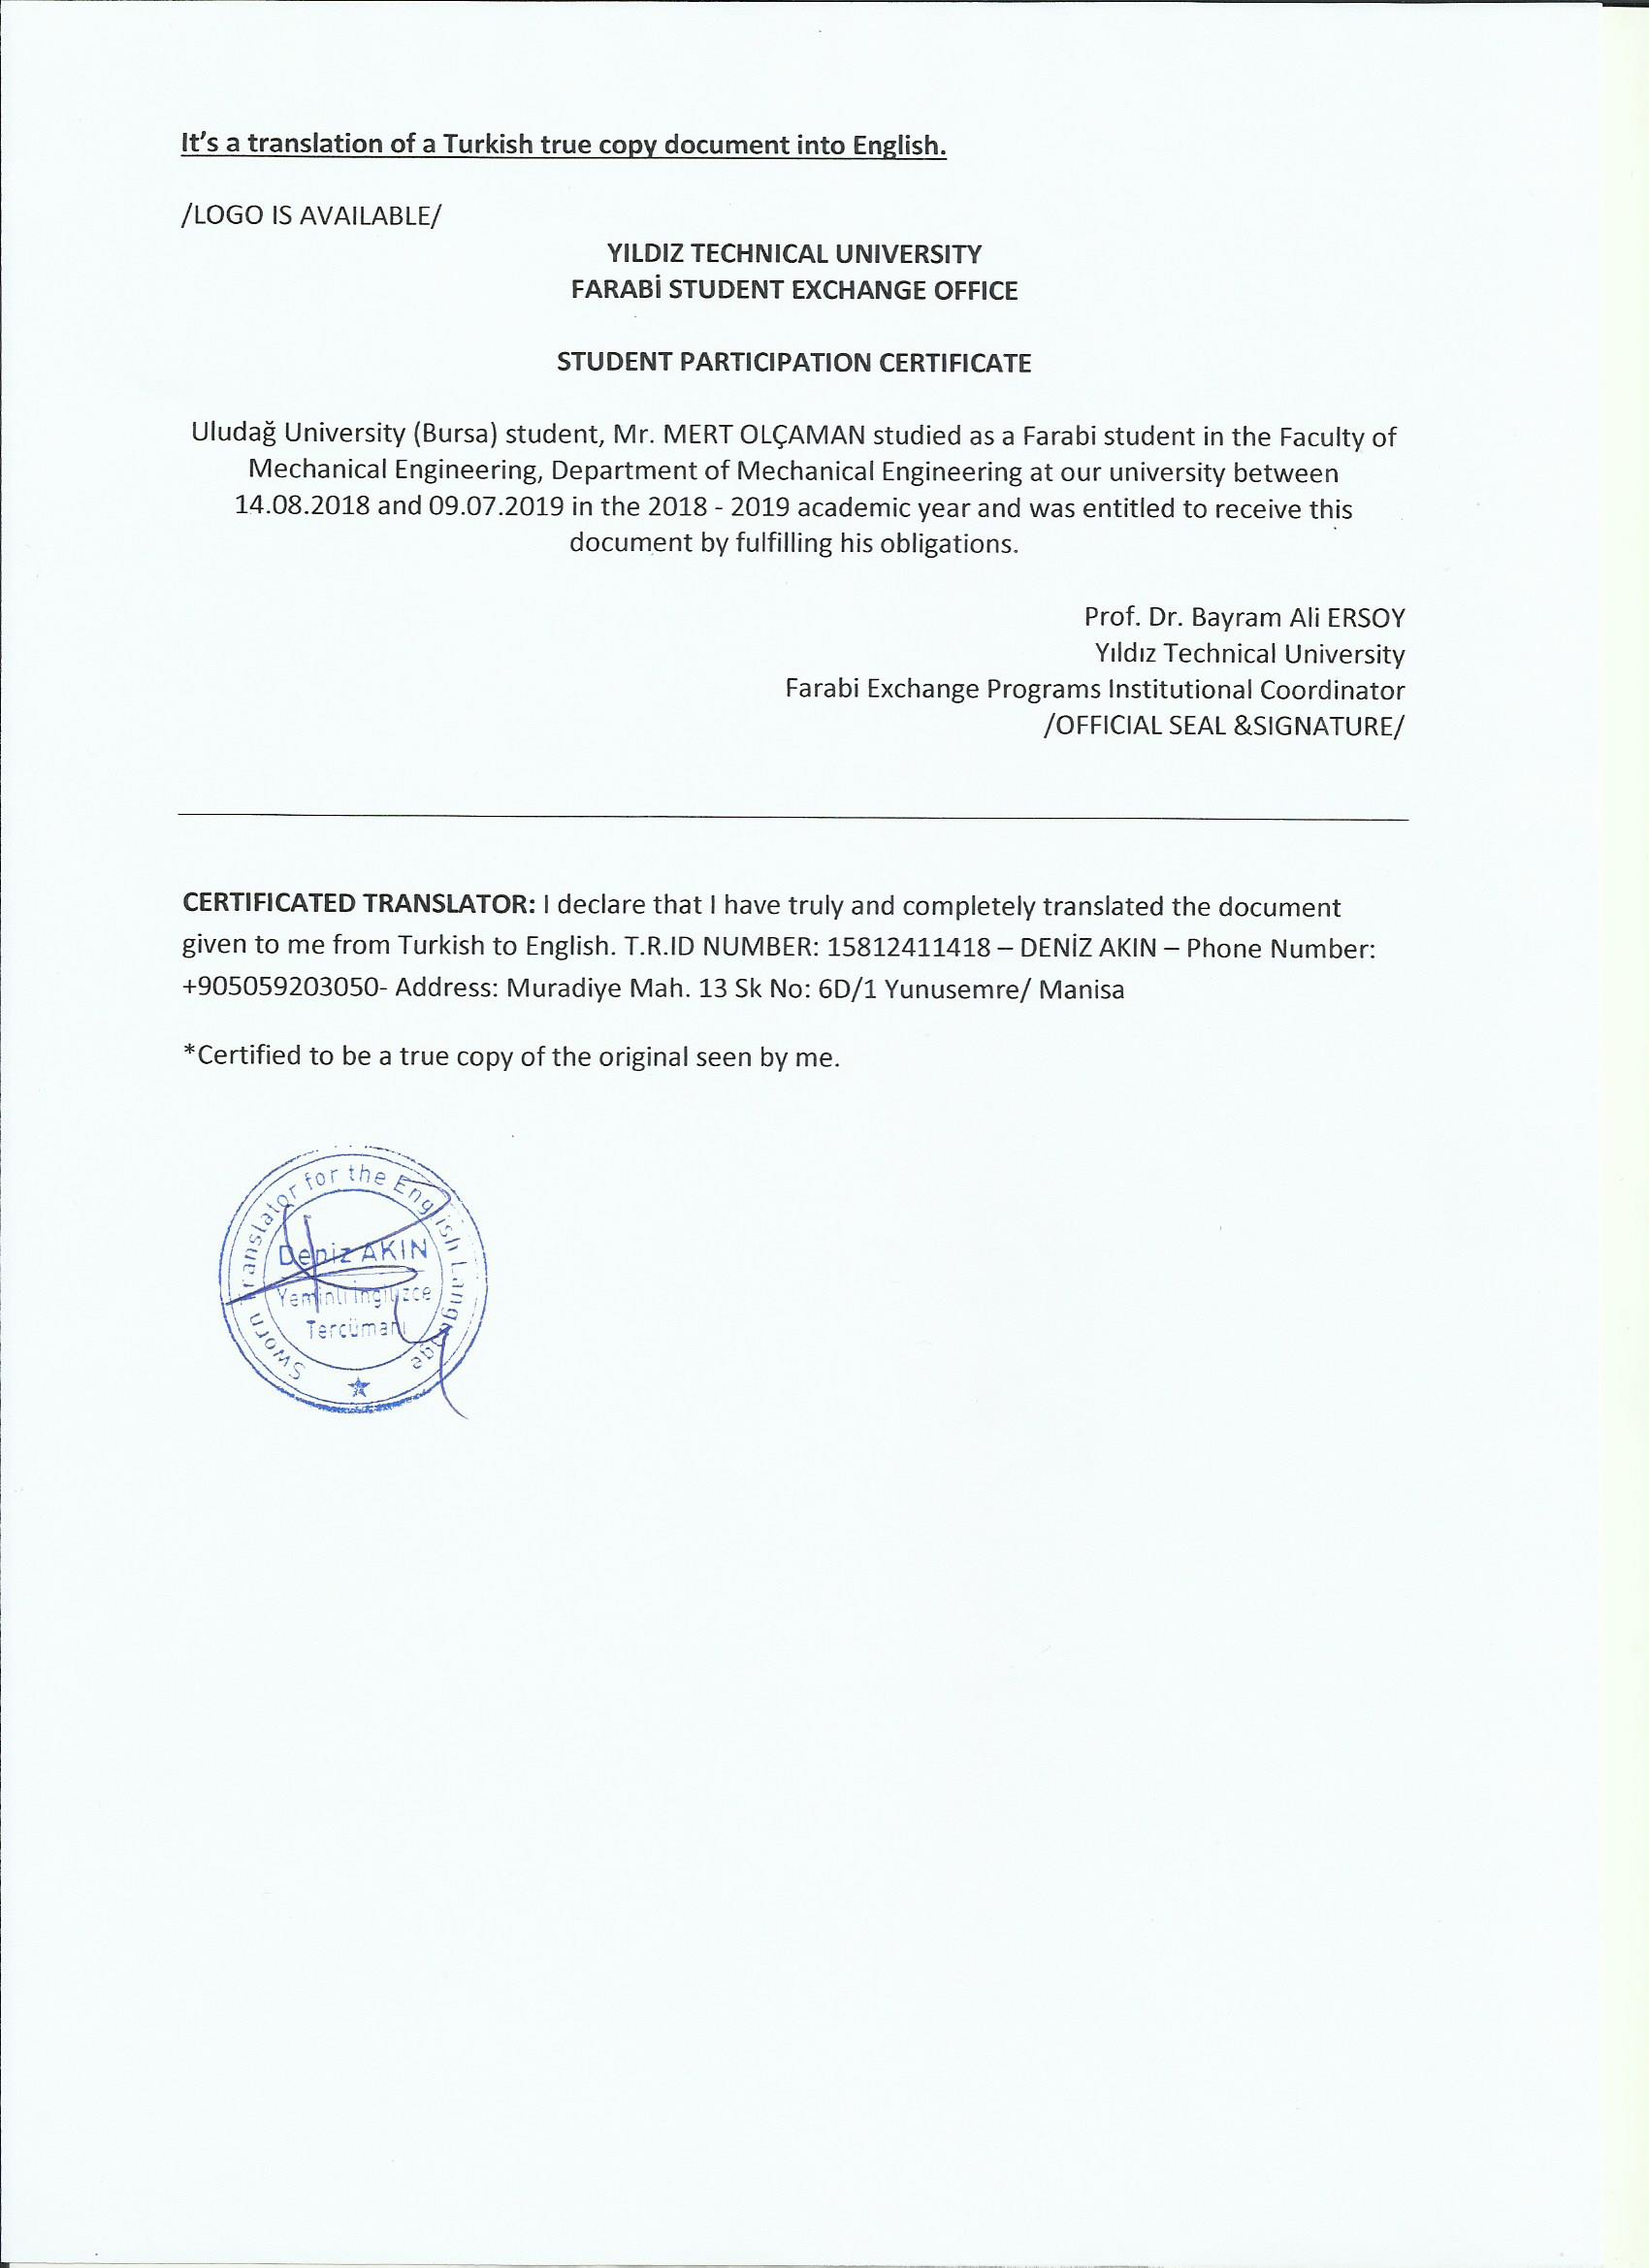 It's a translation of a Turkish true copy document into English.
/LOGO IS AVAILABLE/
YILDIZ TECHNICAL UNIVERSITY
FARABİ STUDENT EXCHANGE OFFICE
STUDENT PARTICIPATION CERTIFICATE
Uludağ University (Bursa) student, Mr. MERT OLÇAMAN studied as a Farabi student in the Faculty of
Mechanical Engineering, Department of Mechanical Engineering at our university between
14.08.2018 and 09.07.2019 in the 2018 - 2019 academic year and was entitled to receive this
document by fulfilling his obligations.
Prof. Dr. Bayram Ali ERSOY
Yıldız Technical University
Farabi Exchange Programs Institutional Coordinator
/OFFICIAL SEAL &SIGNATURE/
CERTIFICATED TRANSLATOR: I declare that I have truly and completely translated the document
given to me from Turkish to English. T.R.ID NUMBER: 15812411418 – DENİZ AKIN – Phone Number:
+905059203050- Address: Muradiye Mah. 13 Sk No: 6D/1 Yunusemre/ Manisa
*Certified to be a true copy of the original seen by me.
Sworn Translator for the English Language
Deniz AKIN
Yeminli İngilizce
Tercümanı